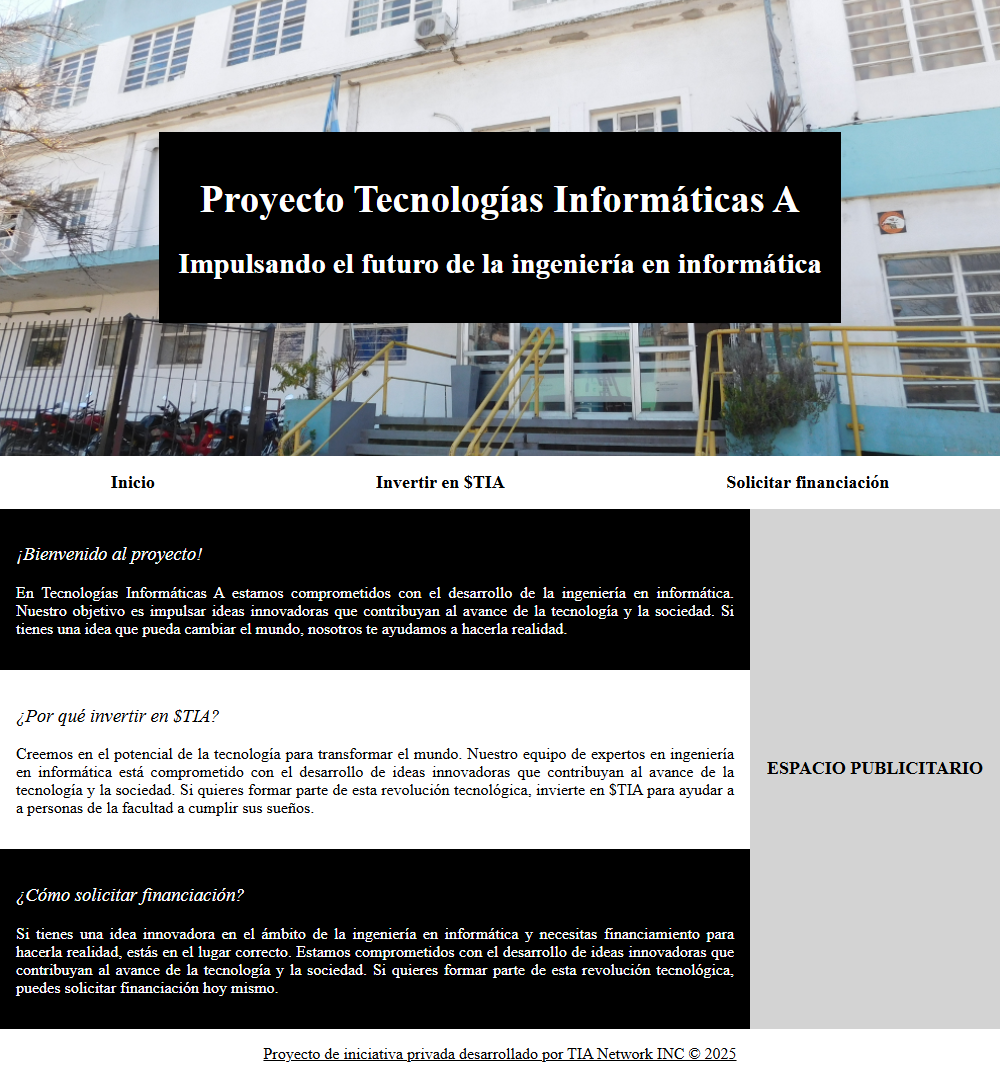 Proyecto Tecnologías Informáticas A
Impulsando el futuro de la ingeniería en informática
Inicio
Invertir en $TIA
Solicitar financiación
¡Bienvenido al proyecto!
En Tecnologías Informáticas A estamos comprometidos con el desarrollo de la ingeniería en informática.
Nuestro objetivo es impulsar ideas innovadoras que contribuyan al avance de la tecnología y la sociedad. Si
tienes una idea que pueda cambiar el mundo, nosotros te ayudamos a hacerla realidad.
¿Por qué invertir en $TIA?
Creemos en el potencial de la tecnología para transformar el mundo. Nuestro equipo de expertos en ingeniería
en informática está comprometido con el desarrollo de ideas innovadoras que contribuyan al avance de la
tecnología y la sociedad. Si quieres formar parte de esta revolución tecnológica, invierte en $TIA para ayudar a
a personas de la facultad a cumplir sus sueños.
¿Cómo solicitar financiación?
Si tienes una idea innovadora en el ámbito de la ingeniería en informática y necesitas financiamiento para
hacerla realidad, estás en el lugar correcto. Estamos comprometidos con el desarrollo de ideas innovadoras que
contribuyan al avance de la tecnología y la sociedad. Si quieres formar parte de esta revolución tecnológica,
puedes solicitar financiación hoy mismo.
ESPACIO PUBLICITARIO
Proyecto de iniciativa privada desarrollado por TIA Network INC © 2025